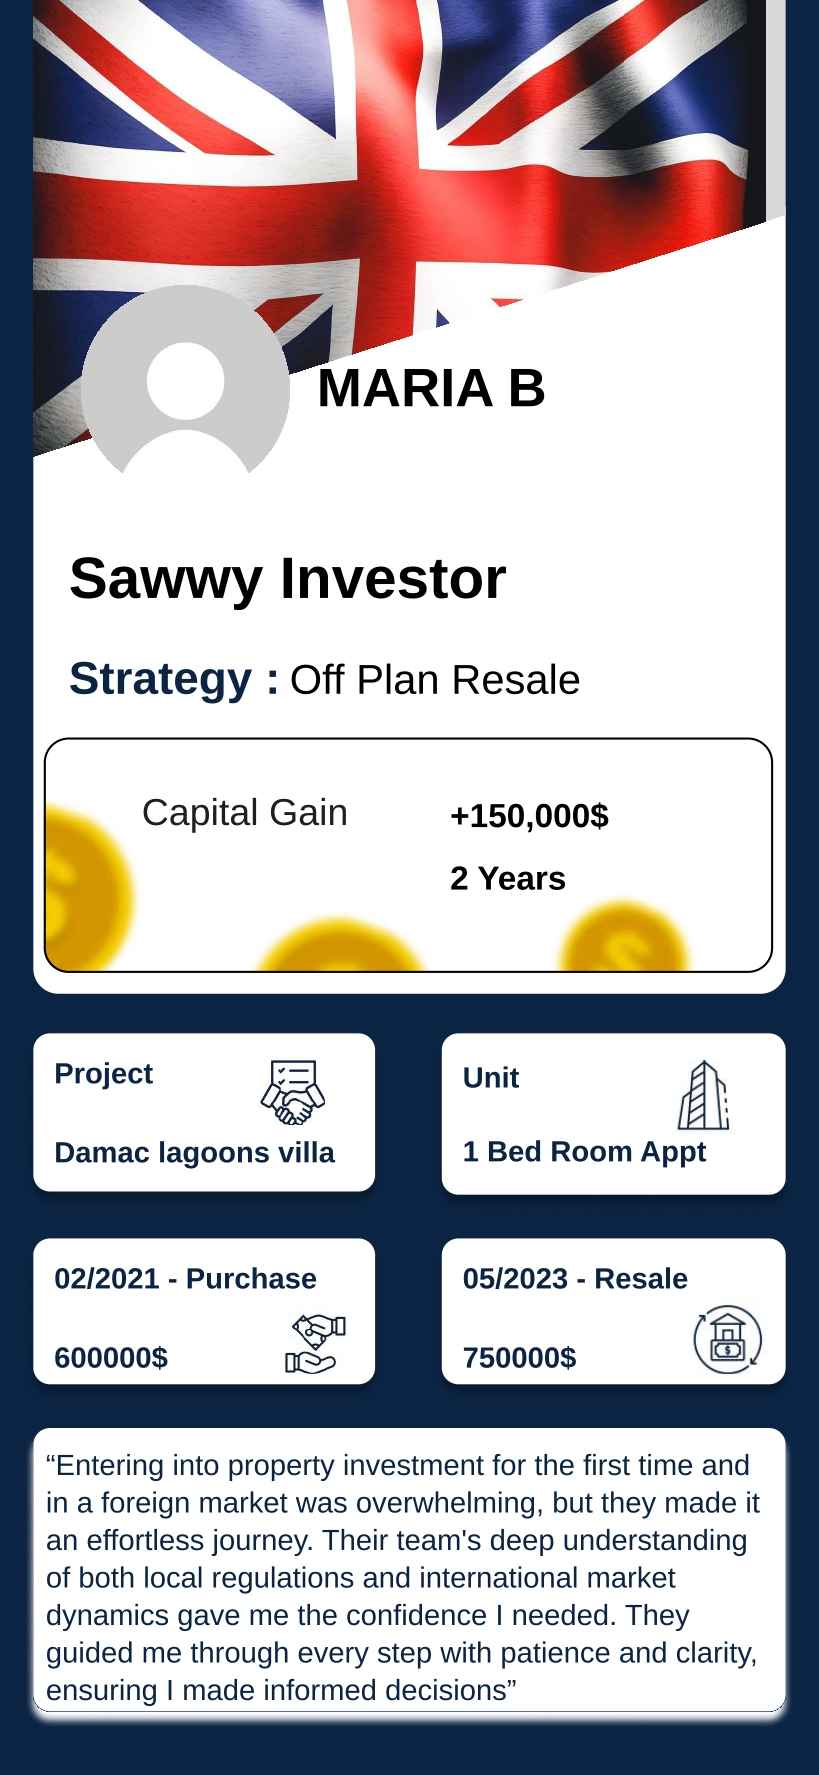 MARIA B
Sawwy Investor
Strategy : Off Plan Resale
Capital Gain
+150,000$
2 Years
Project
Damac lagoons villa
Unit
1 Bed Room Appt
02/2021 - Purchase
600000$
05/2023 - Resale
750000$
“Entering into property investment for the first time and
in a foreign market was overwhelming, but they made it
an effortless journey. Their team's deep understanding
of both local regulations and international market
dynamics gave me the confidence I needed. They
guided me through every step with patience and clarity,
ensuring I made informed decisions”